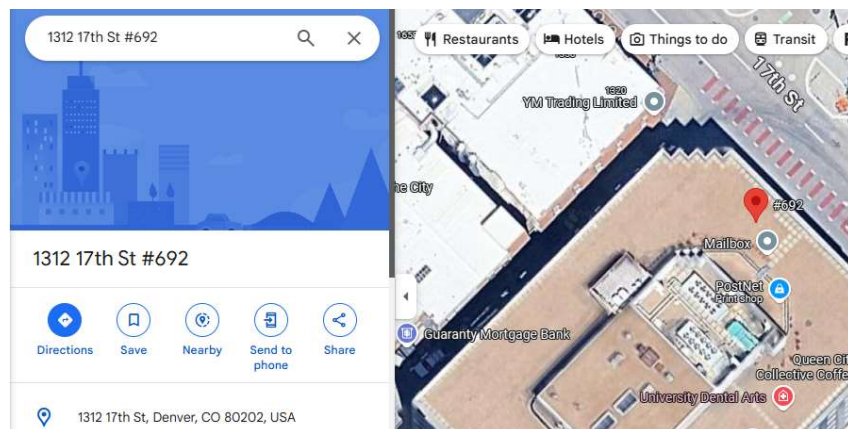 1312 17th St #692
Restaurants
Hotels
Things to do
Transit
1320
YM Trading Limited
17th St
he City
#692
Mailbox
PostNet
Print shop
Guaranty Mortgage Bank
Queen Cit
Collective Coffe
University Dental Arts
1312 17th St #692
Directions
Save
Nearby
Send to
phone
Share
1312 17th St, Denver, CO 80202, USA